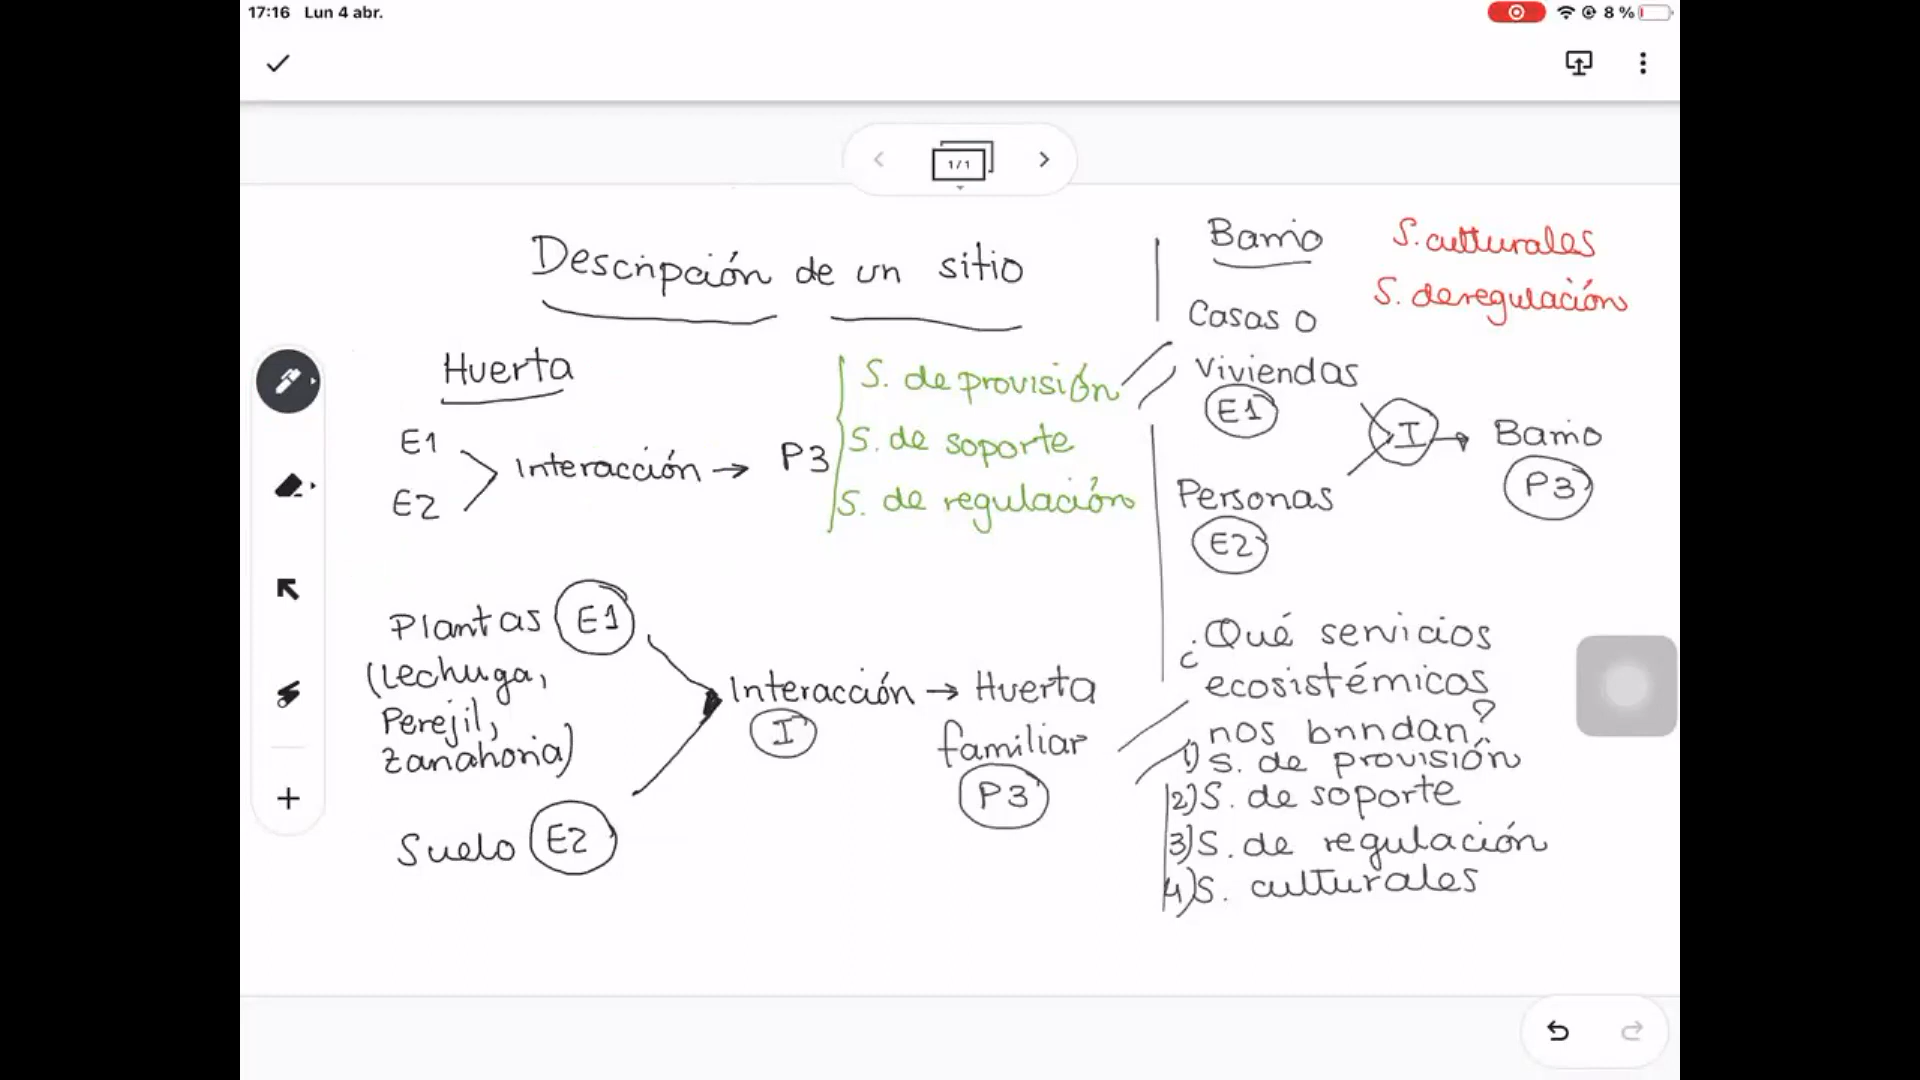 17:16 Lun 4 abr.
8 %
1/1
Descripción de un sitio
Huerta
E1
E2
Interacción → P3
S. de provisión
S. de soporte
S. de regulación
Plantas E1
(Lechuga,
Perejil,
Zanahoria)
Suelo E2
Interacción → Huerta
I
familiar
P3
Barrio
S. culturales
S. de regulación
Casas o
Viviendas
E1
I → Barrio
P3
Personas
E2
¿Qué servicios
ecosistémicos
nos brindan?
1) S. de provisión
2) S. de soporte
3) S. de regulación
4) S. culturales